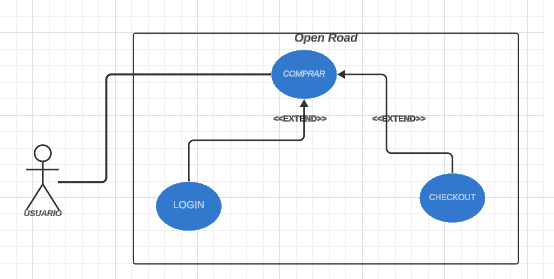 Open Road
COMPRAR
<<EXTEND>>
<<EXTEND>>
USUARIO
LOGIN
CHECKOUT